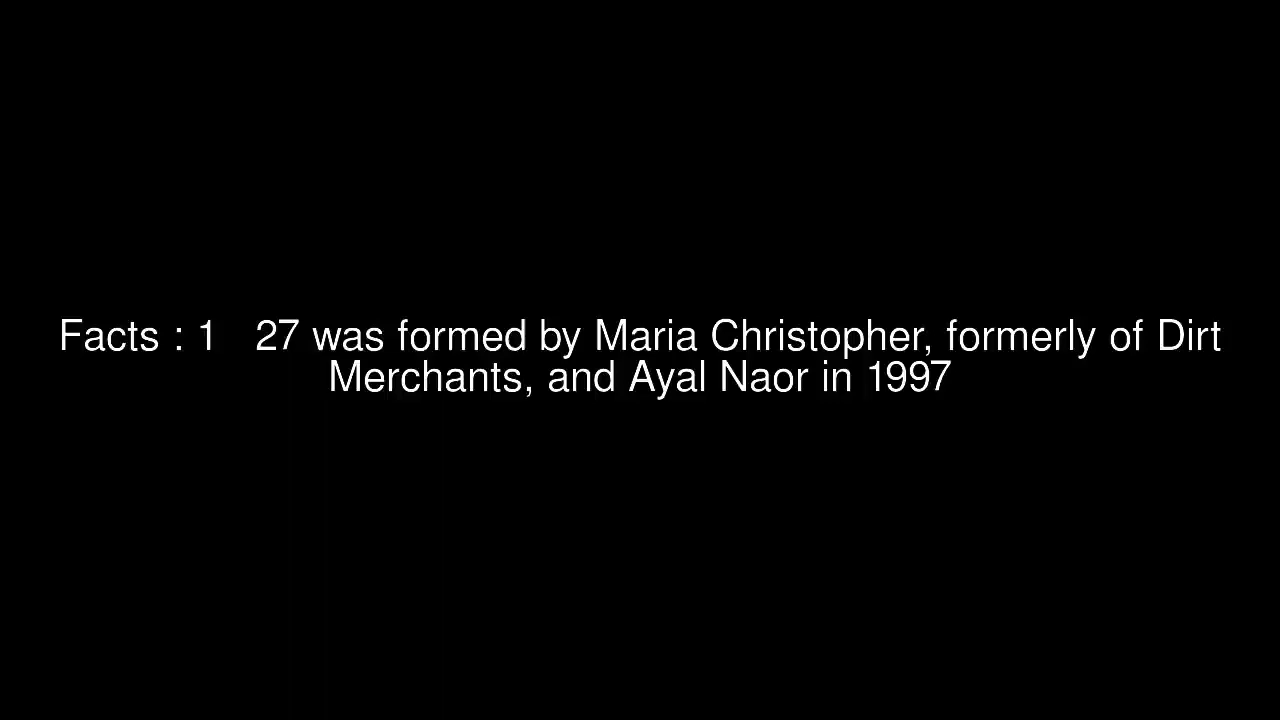 Facts : 1   27 was formed by Maria Christopher, formerly of Dirt
Merchants, and Ayal Naor in 1997